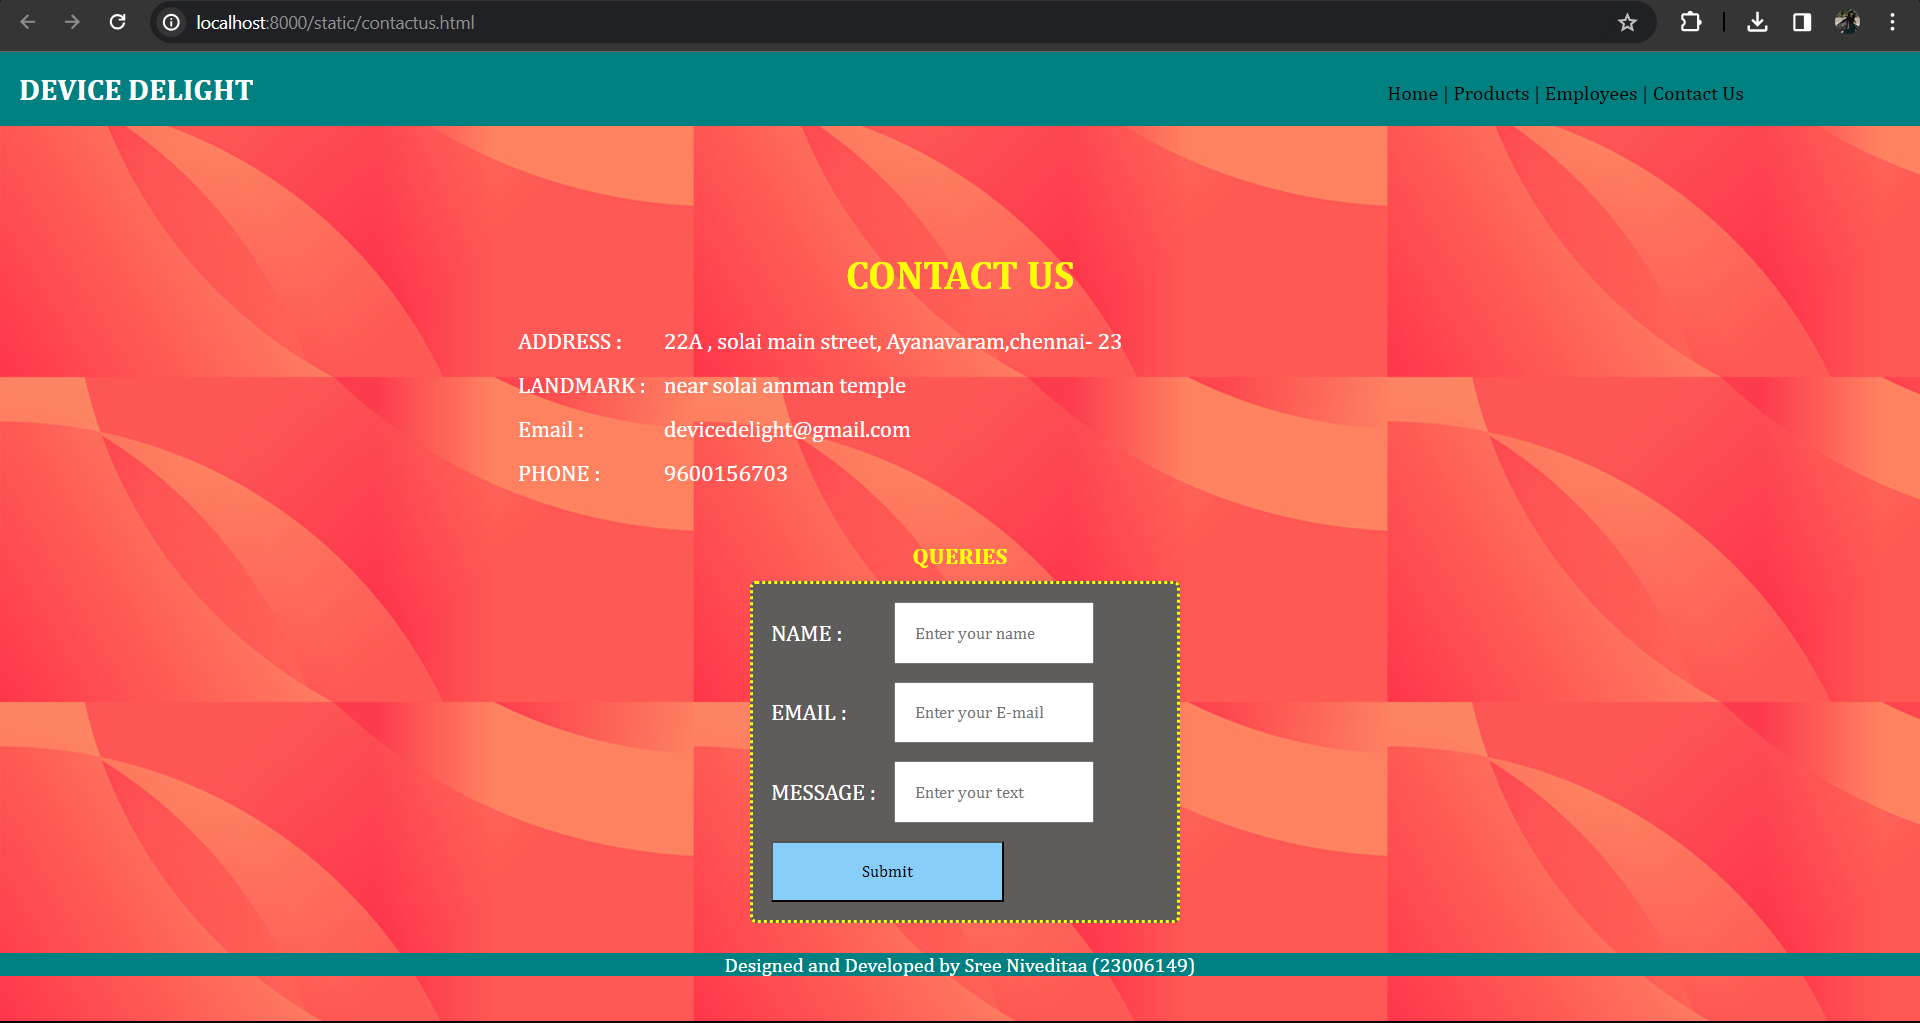 localhost:8000/static/contactus.html
DEVICE DELIGHT
Home | Products | Employees | Contact Us
CONTACT US
ADDRESS : 22A , solai main street, Ayanavaram,chennai- 23
LANDMARK : near solai amman temple
Email : devicedelight@gmail.com
PHONE : 9600156703
QUERIES
NAME : Enter your name
EMAIL : Enter your E-mail
MESSAGE : Enter your text
Submit
Designed and Developed by Sree Niveditaa (23006149)